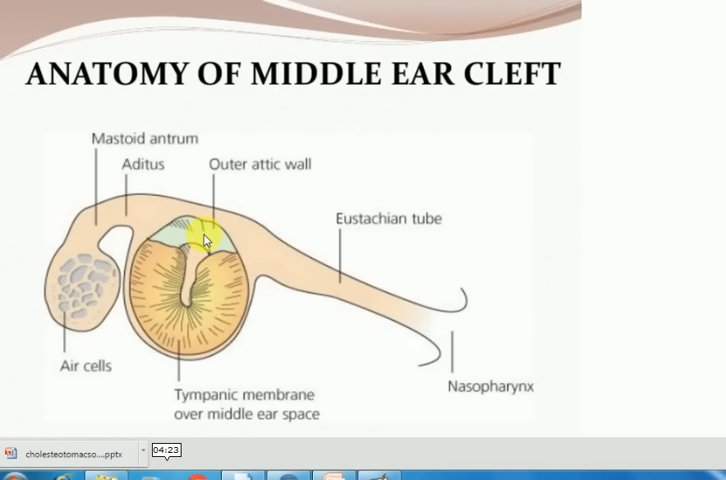 ANATOMY OF MIDDLE EAR CLEFT
Mastoid antrum
Aditus
Outer attic wall
Eustachian tube
Air cells
Nasopharynx
Tympanic membrane
over middle ear space
cholesteotomacso....pptx
04:23